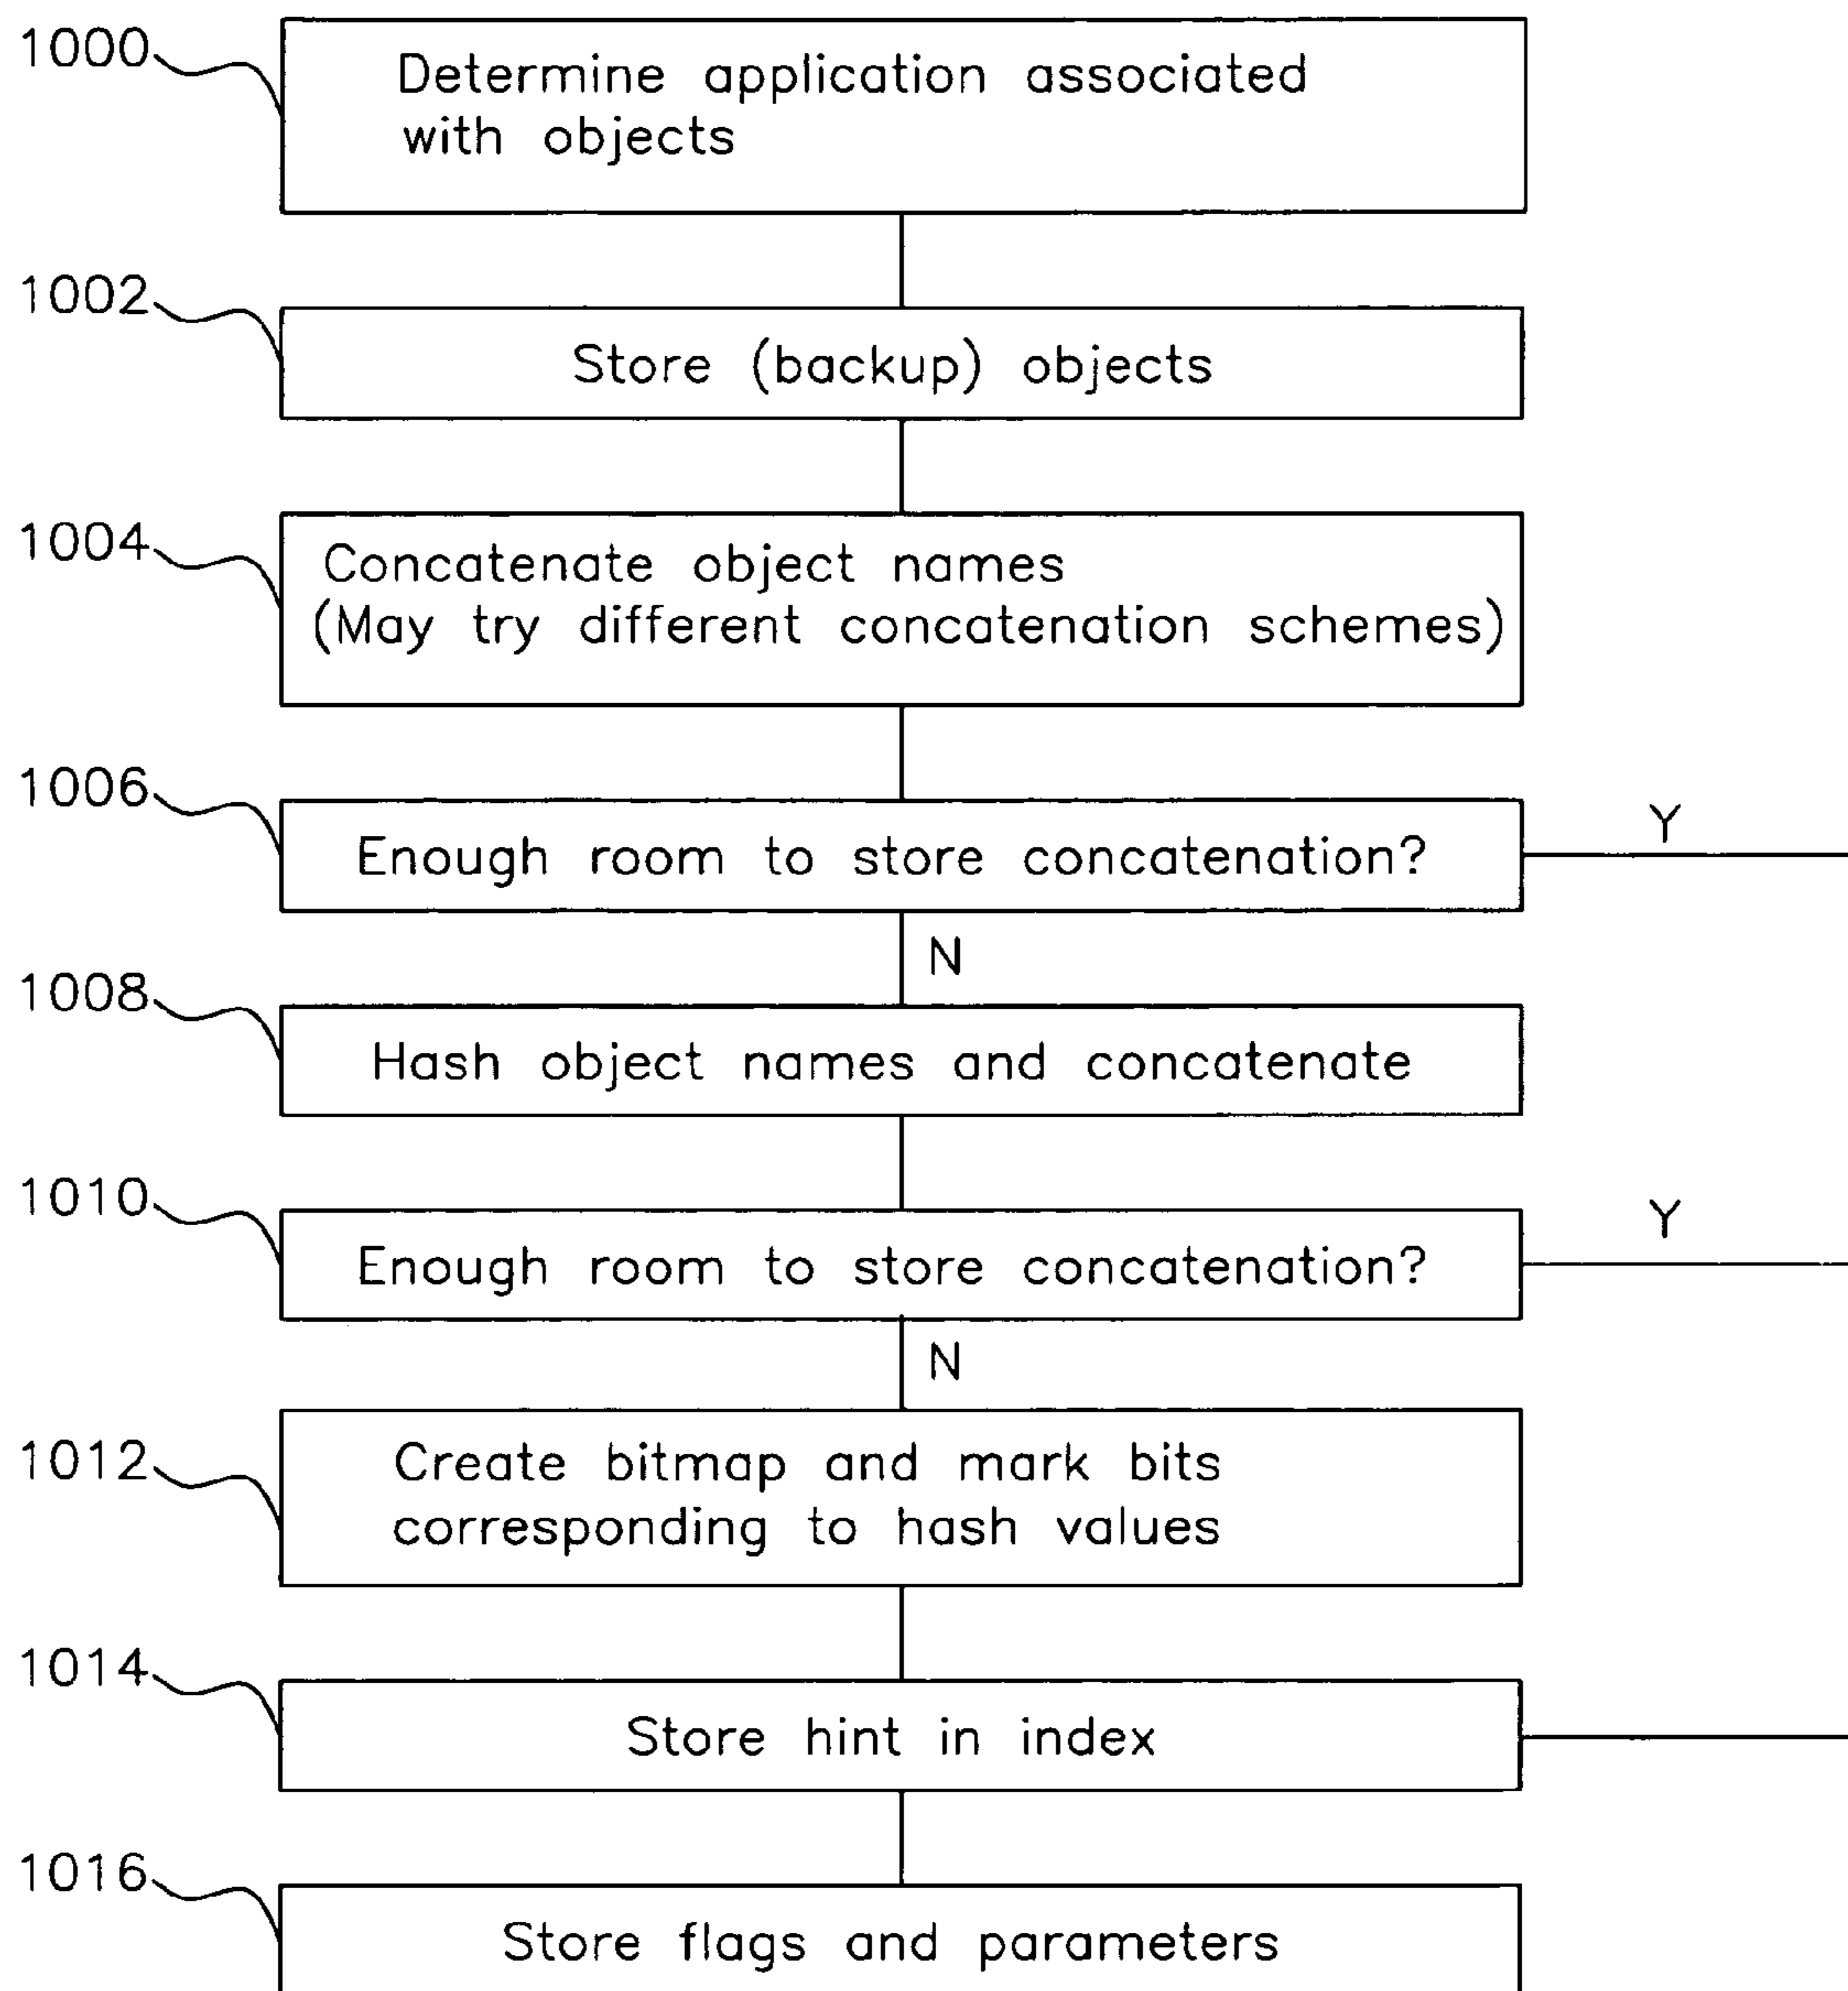 1000
Determine application associated
with objects
1002
Store (backup) objects
1004
Concatenate object names
(May try different concatenation schemes)
1006
Enough room to store concatenation?
Y
N
1008
Hash object names and concatenate
1010
Enough room to store concatenation?
Y
N
1012
Create bitmap and mark bits
corresponding to hash values
1014
Store hint in index
1016
Store flags and parameters